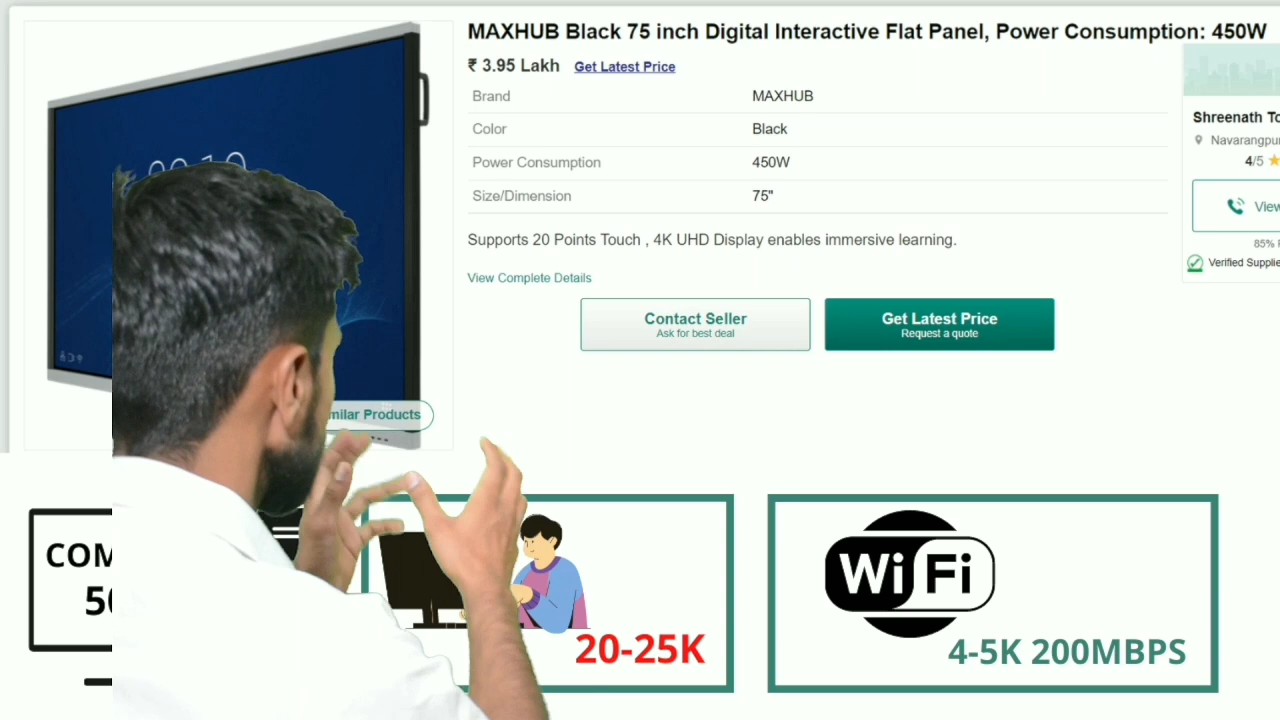 MAXHUB Black 75 inch Digital Interactive Flat Panel, Power Consumption: 450W
₹ 3.95 Lakh Get Latest Price
Brand MAXHUB
Color Black
Power Consumption 450W
Size/Dimension 75"
Supports 20 Points Touch , 4K UHD Display enables immersive learning.
View Complete Details
Contact Seller
Ask for best deal
Get Latest Price
Request a quote
Shreenath
4/5
View
85%
Verified
Products
20-25K
WiFi
4-5K 200MBPS